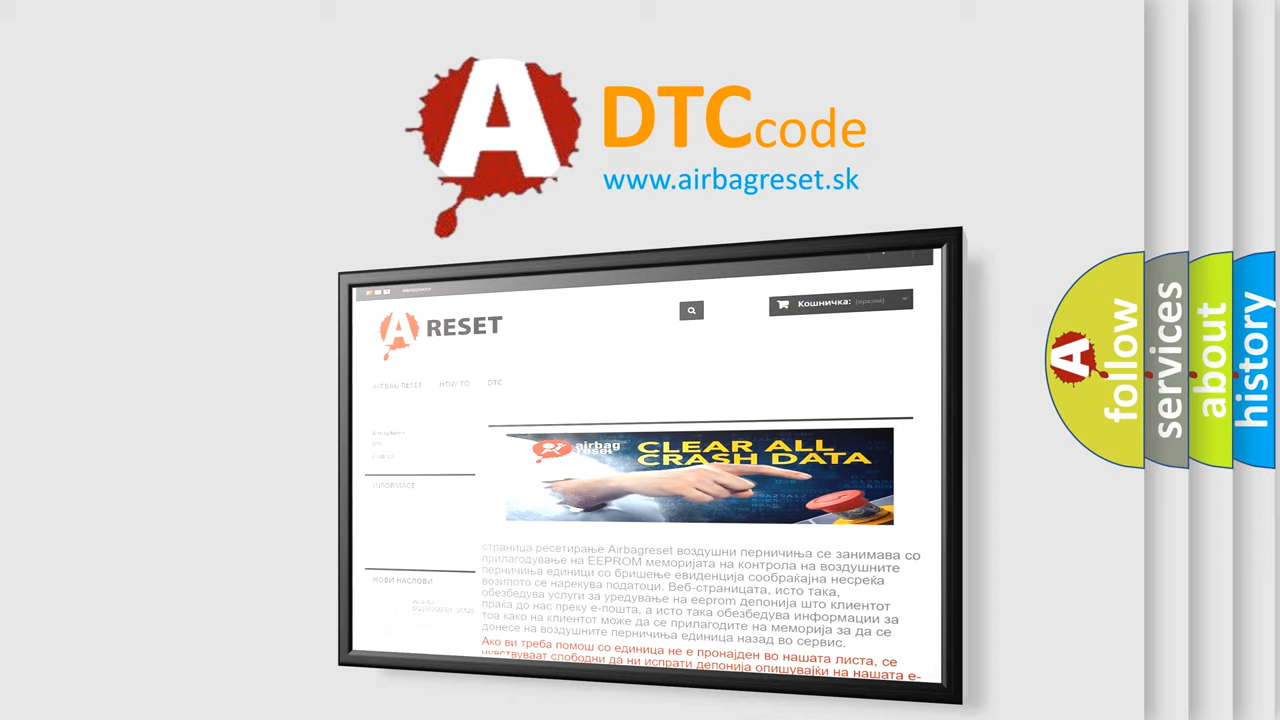 A
DTC code
www.airbagreset.sk
A RESET
Кошничка: (празна)
AIRBAG RESET HOW TO DTC
airbag
reset
CLEAR ALL
CRASH DATA
INFORMACE
страница ресетирање Airbagreset воздушни перничиња се занимава со
прилагодување на EEPROM меморијата на контрола на воздушните
перничиња единици со бришење евиденција сообраќајна несреќа
возилото се нарекува податоци. Веб-страницата, исто така,
обезбедува услуги за уредување на eeprom депонија што клиентот
праќа до нас преку е-пошта, а исто така обезбедува информации за
тоа како на клиентот може да се прилагодите на меморија за да се
донесе на воздушните перничиња единица назад во сервис.
Ако ви треба помош со единица не е пронајден во нашата листа, се
чувствуваат слободни да ни испрати депонија опишувајќи на нашата е-
НОВИ НАСЛОВИ
A
follow
services
about
history